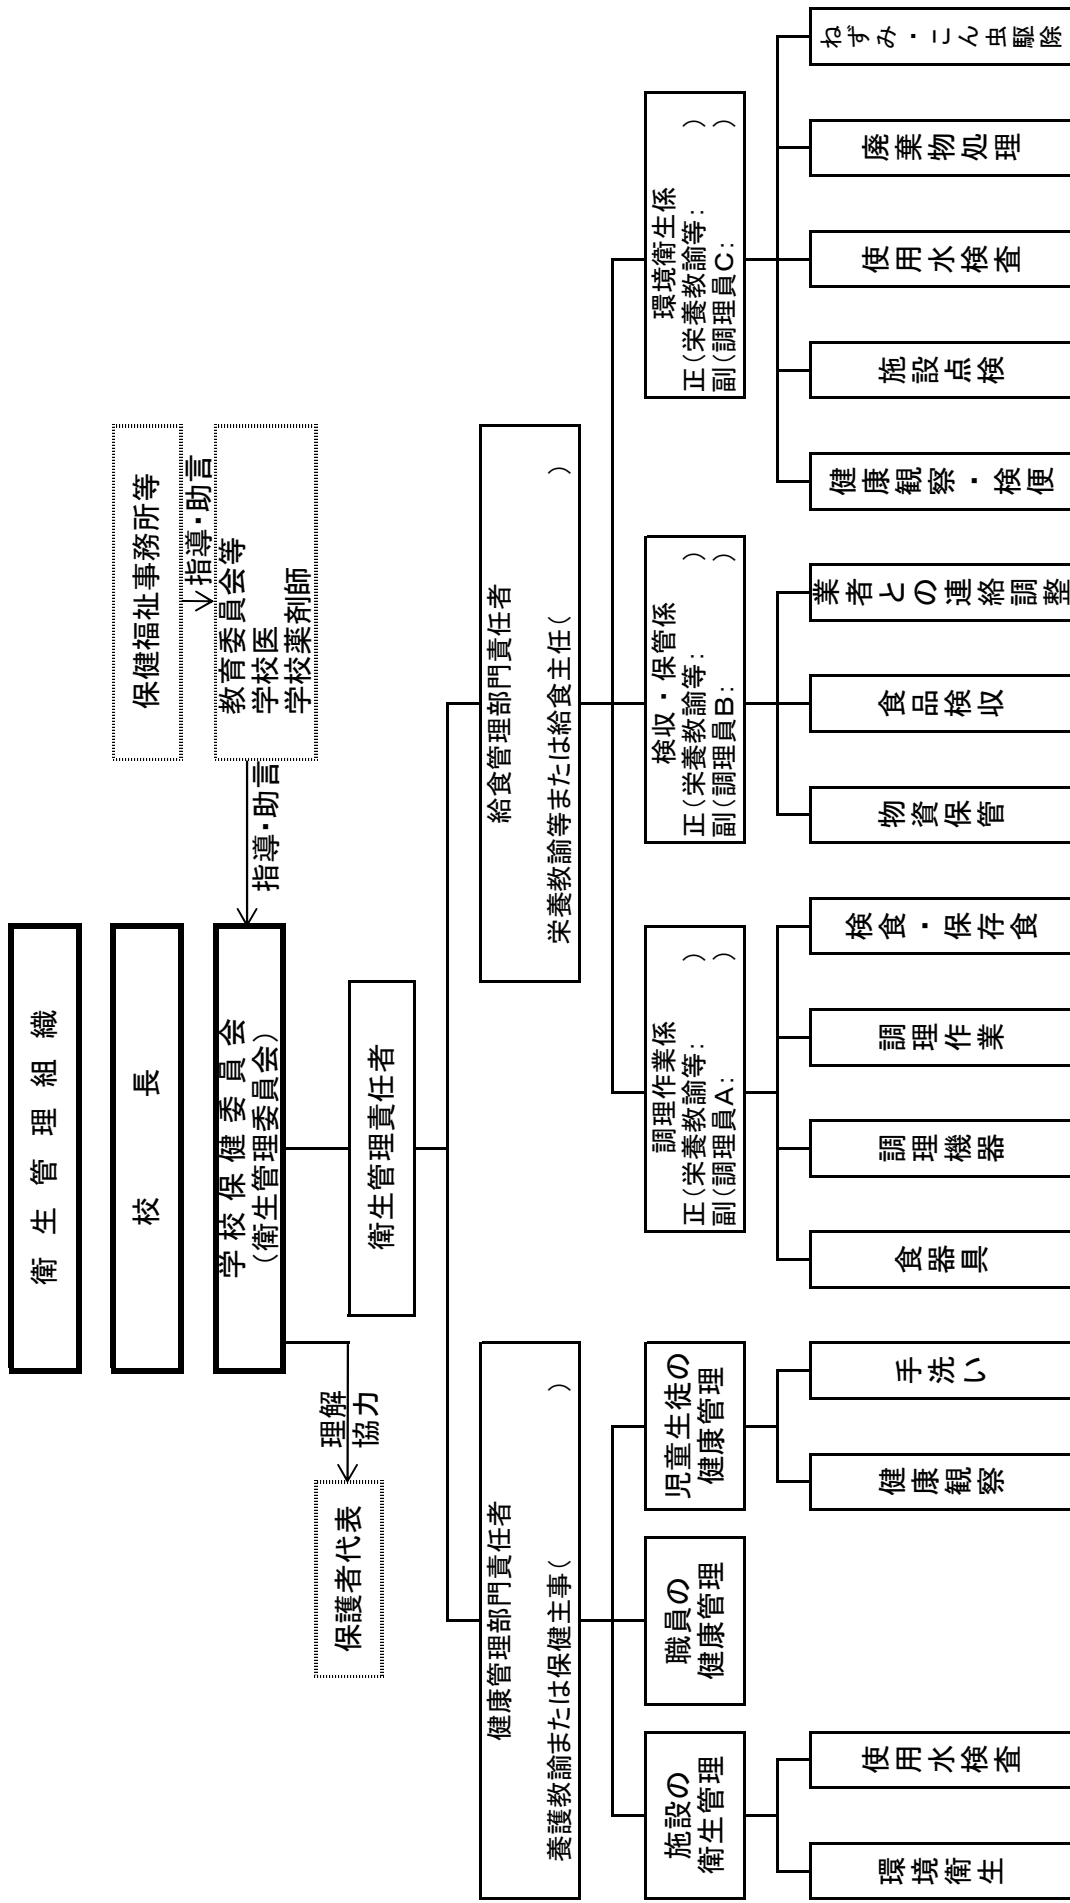 衛生管理組織
校長
学校保健委員会
(衛生管理委員会)
保健福祉事務所等
指導・助言
教育委員会等
学校医
学校薬剤師
指導・助言
理解
協力
保護者代表
衛生管理責任者
健康管理部門責任者
養護教諭または保健主事( )
給食管理部門責任者
栄養教諭等または給食主任( )
施設の
衛生管理
職員の
健康管理
児童生徒の
健康管理
調理作業係
正(栄養教諭等: )
副(調理員A: )
検収・保管係
正(栄養教諭等: )
副(調理員B: )
環境衛生係
正(栄養教諭等: )
副(調理員C: )
環境衛生
使用水検査
健康観察
手洗い
食器具
調理機器
調理作業
検食・保存食
物資保管
食品検収
業者との連絡調整
健康観察・検便
施設点検
使用水検査
廃棄物処理
ねずみ・こん虫駆除